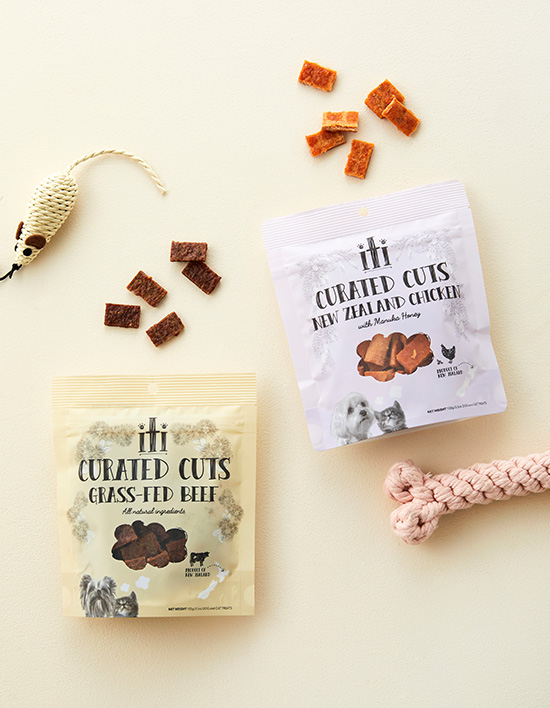 iTi
CURATED CUTS
NEW ZEALAND CHICKEN
with Manuka Honey
PRODUCT OF
NEW ZEALAND
iTi
CURATED CUTS
GRASS-FED BEEF
All natural ingredients
PRODUCT OF
NEW ZEALAND